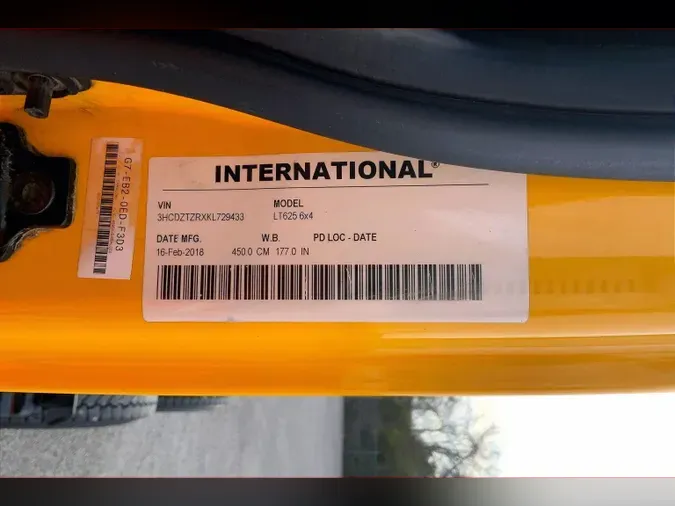 INTERNATIONAL®
VIN MODEL
3HCDZTZRXKL729433 LT625 6x4
DATE MFG. W.B. PD LOC - DATE
16-Feb-2018 450.0 CM 177.0 IN
G7-EB2-0ED-F3D3